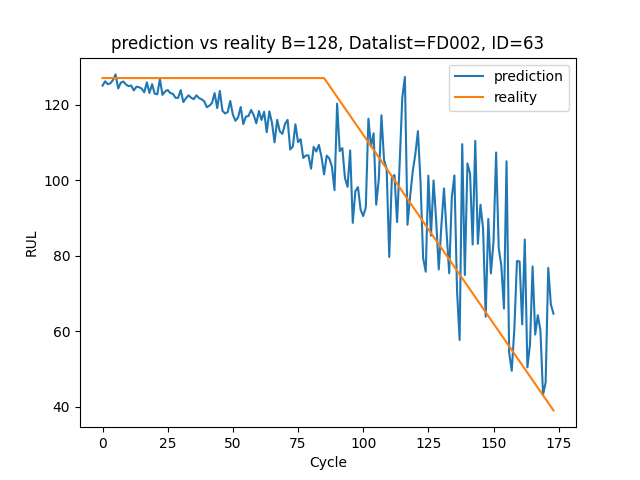 prediction vs reality B=128, Datalist=FD002, ID=63
prediction
reality
RUL
120
100
80
60
40
0
25
50
75
100
125
150
175
Cycle